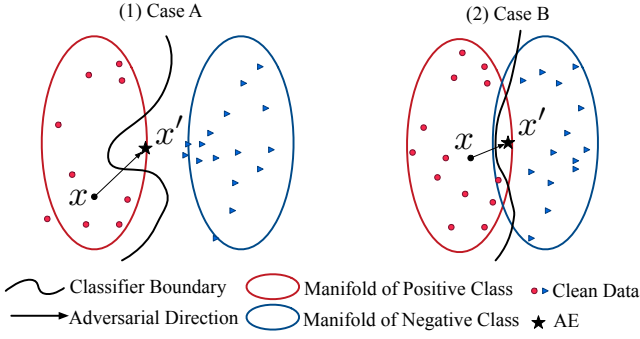 (1) Case A
(2) Case B
x
x′
x
x′
Classifier Boundary
Manifold of Positive Class
Clean Data
Adversarial Direction
Manifold of Negative Class
AE